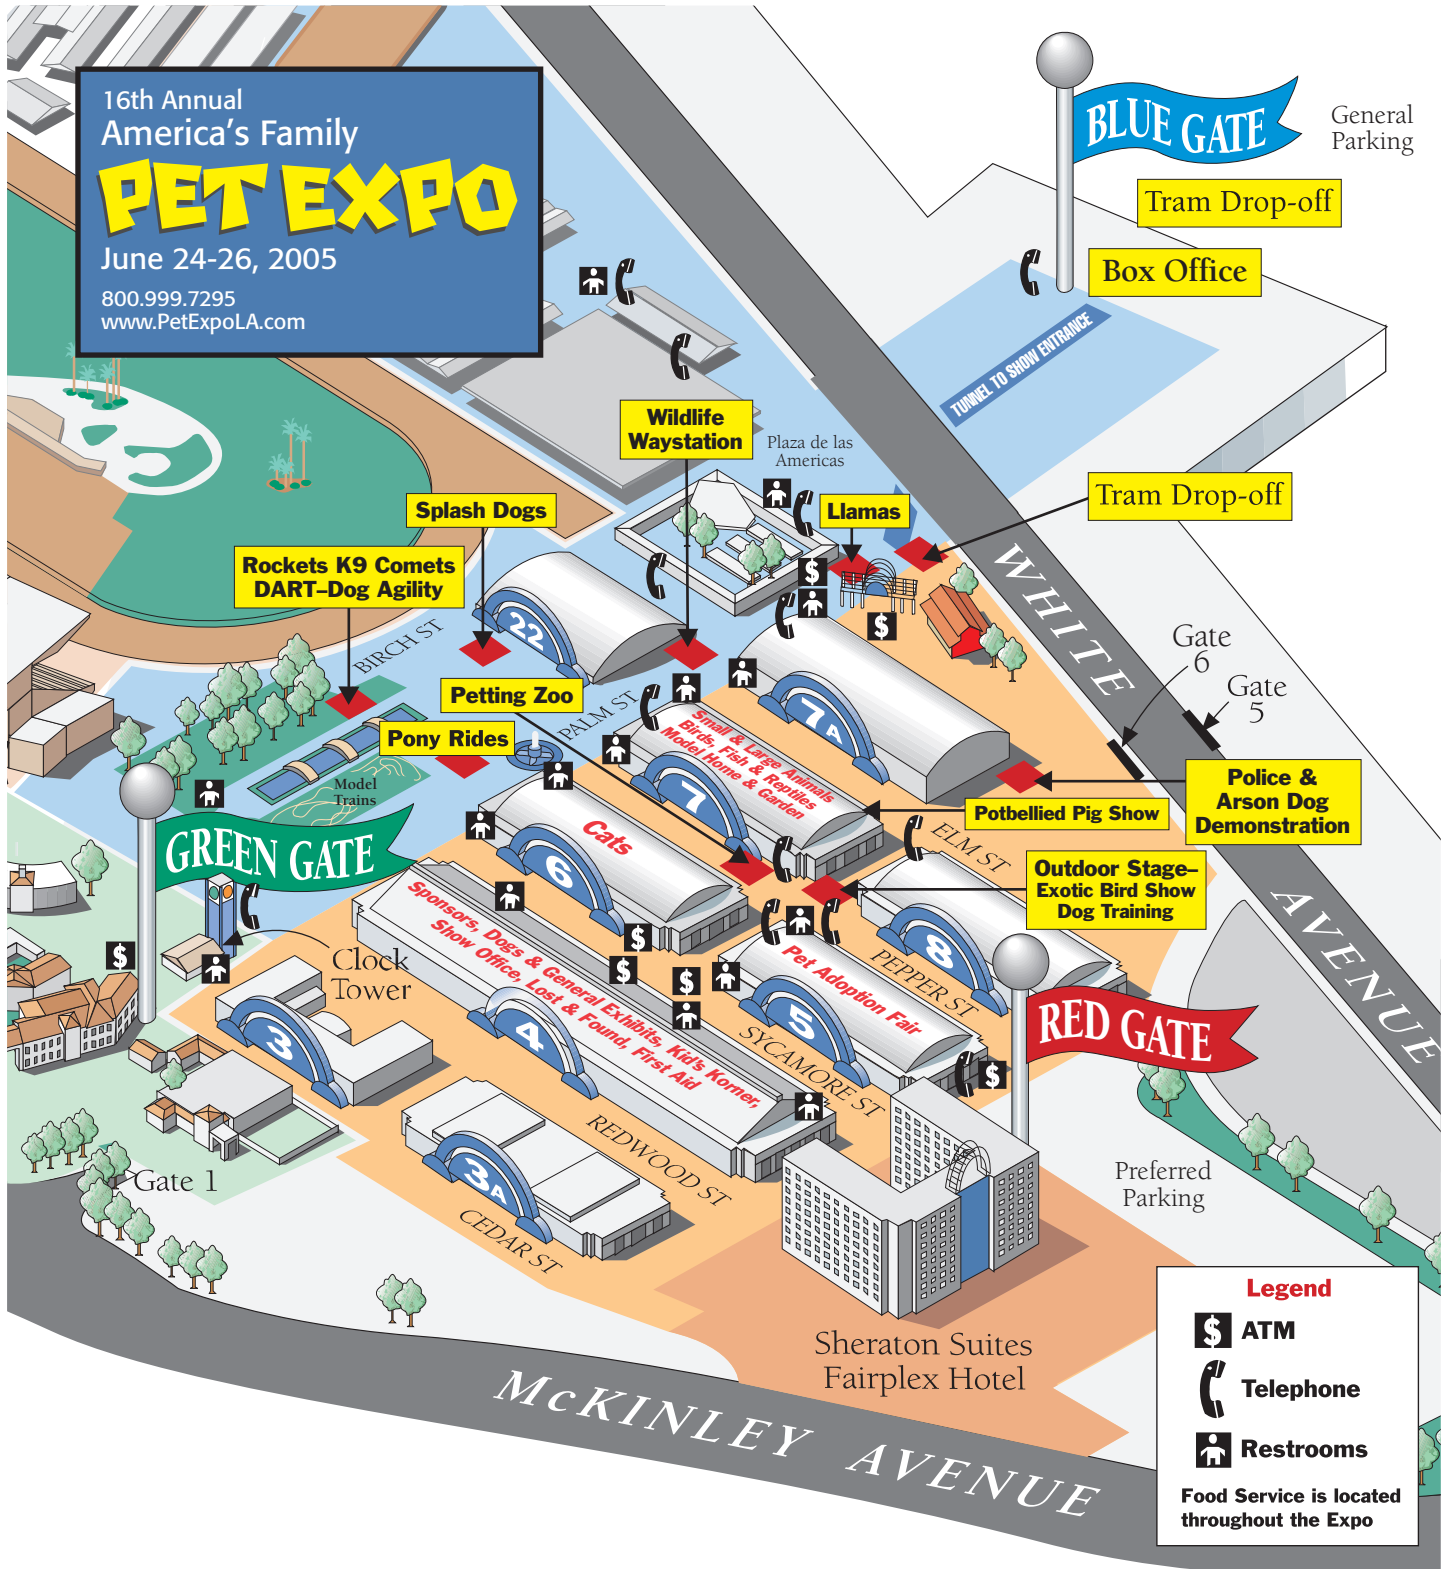 16th Annual
America's Family
PET EXPO
June 24-26, 2005
800.999.7295
www.PetExpoLA.com
BLUE GATE
General
Parking
Tram Drop-off
Box Office
TUNNEL TO SHOW ENTRANCE
Wildlife
Waystation
Plaza de las
Americas
Tram Drop-off
Splash Dogs
Llamas
Rockets K9 Comets
DART–Dog Agility
WHITE AVENUE
BIRCH ST
22
Gate
6
Gate
5
Petting Zoo
PALM ST
7A
Pony Rides
Small & Large Animals
Birds, Fish & Reptiles
Model Home & Garden
7
Model
Trains
Police &
Arson Dog
Demonstration
Potbellied Pig Show
ELM ST
GREEN GATE
Cats
6
Outdoor Stage–
Exotic Bird Show
Dog Training
Sponsors, Dogs & General Exhibits, Kid's Korner,
Show Office, Lost & Found, First Aid
4
8
PEPPER ST
Pet Adoption Fair
5
Clock
Tower
RED GATE
3
SYCAMORE ST
REDWOOD ST
3A
CEDAR ST
Gate 1
Preferred
Parking
Sheraton Suites
Fairplex Hotel
McKINLEY AVENUE
Legend
$ ATM
Telephone
Restrooms
Food Service is located
throughout the Expo